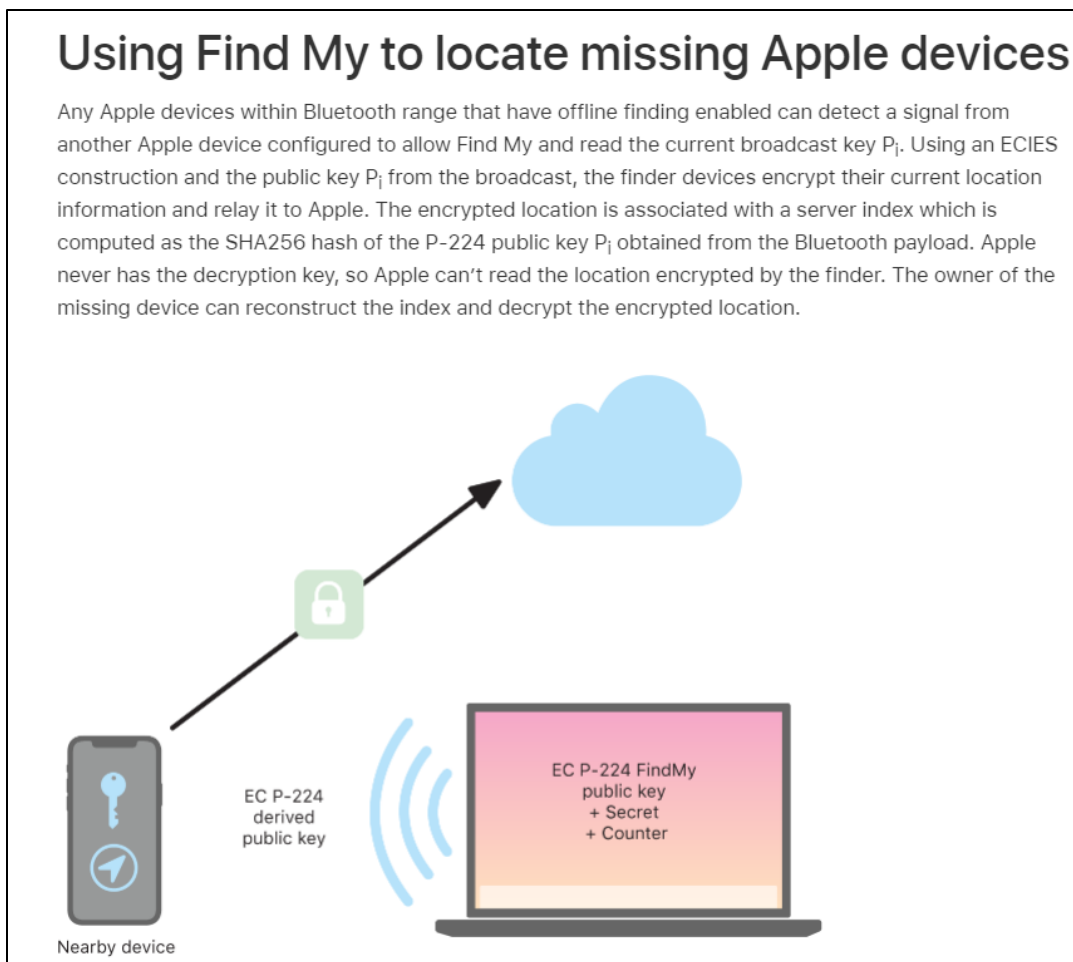 Using Find My to locate missing Apple devices
Any Apple devices within Bluetooth range that have offline finding enabled can detect a signal from
another Apple device configured to allow Find My and read the current broadcast key Pi. Using an ECIES
construction and the public key Pi from the broadcast, the finder devices encrypt their current location
information and relay it to Apple. The encrypted location is associated with a server index which is
computed as the SHA256 hash of the P-224 public key Pi obtained from the Bluetooth payload. Apple
never has the decryption key, so Apple can’t read the location encrypted by the finder. The owner of the
missing device can reconstruct the index and decrypt the encrypted location.
EC P-224
derived
public key
EC P-224 FindMy
public key
+ Secret
+ Counter
Nearby device